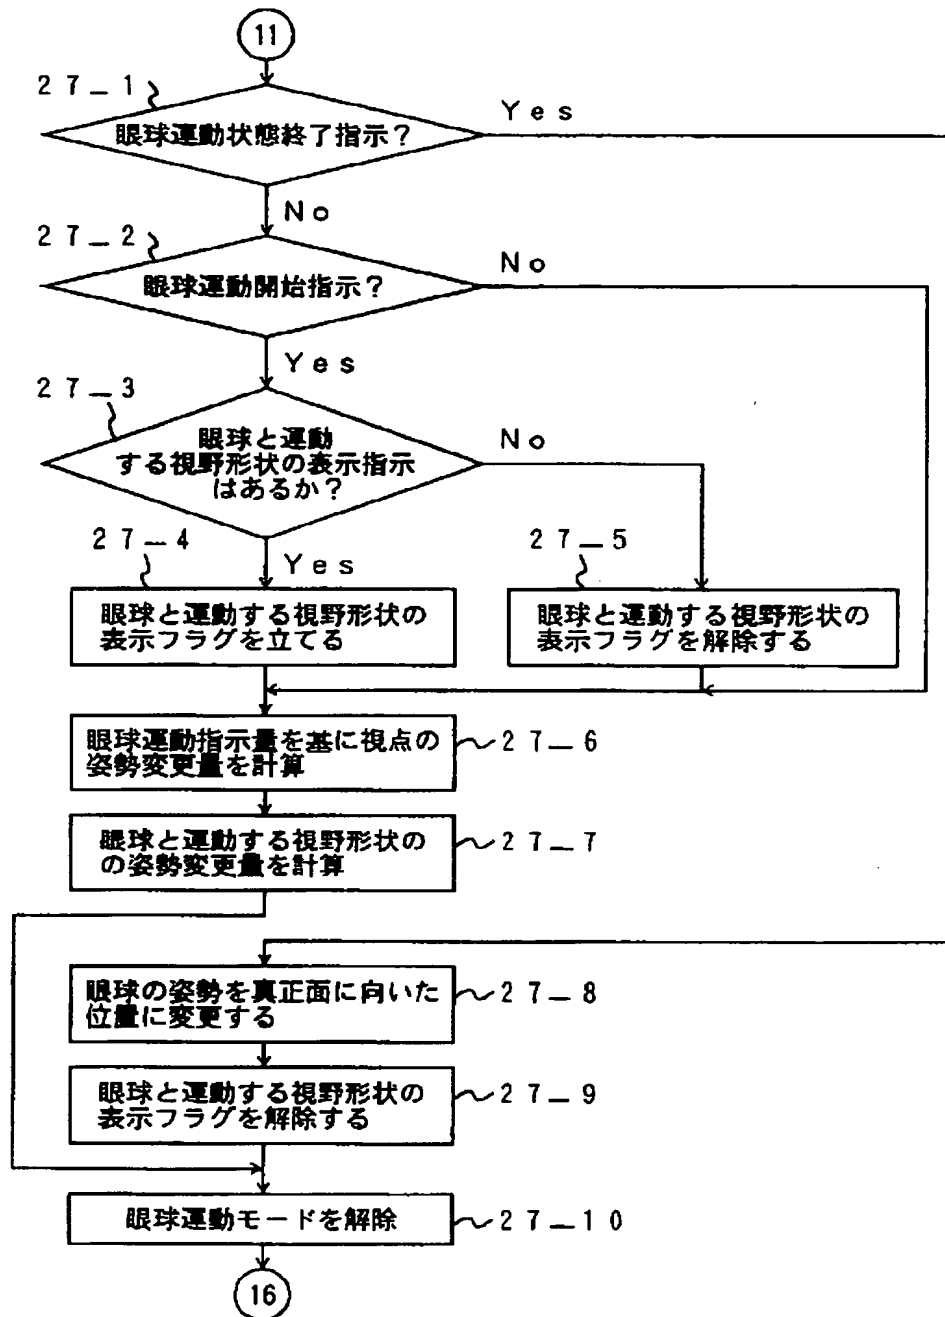 11
27_1
Yes
眼球運動状態終了指示?
No
27_2
No
眼球運動開始指示?
Yes
27_3
No
眼球と運動
する視野形状の表示指示
はあるか?
27_4
Yes
27_5
眼球と運動する視野形状の
表示フラグを立てる
眼球と運動する視野形状の
表示フラグを解除する
眼球運動指示量を基に視点の
姿勢変更量を計算
27_6
眼球と運動する視野形状の
の姿勢変更量を計算
27_7
眼球の姿勢を真正面に向いた
位置に変更する
27_8
眼球と運動する視野形状の
表示フラグを解除する
27_9
眼球運動モードを解除
27_10
16